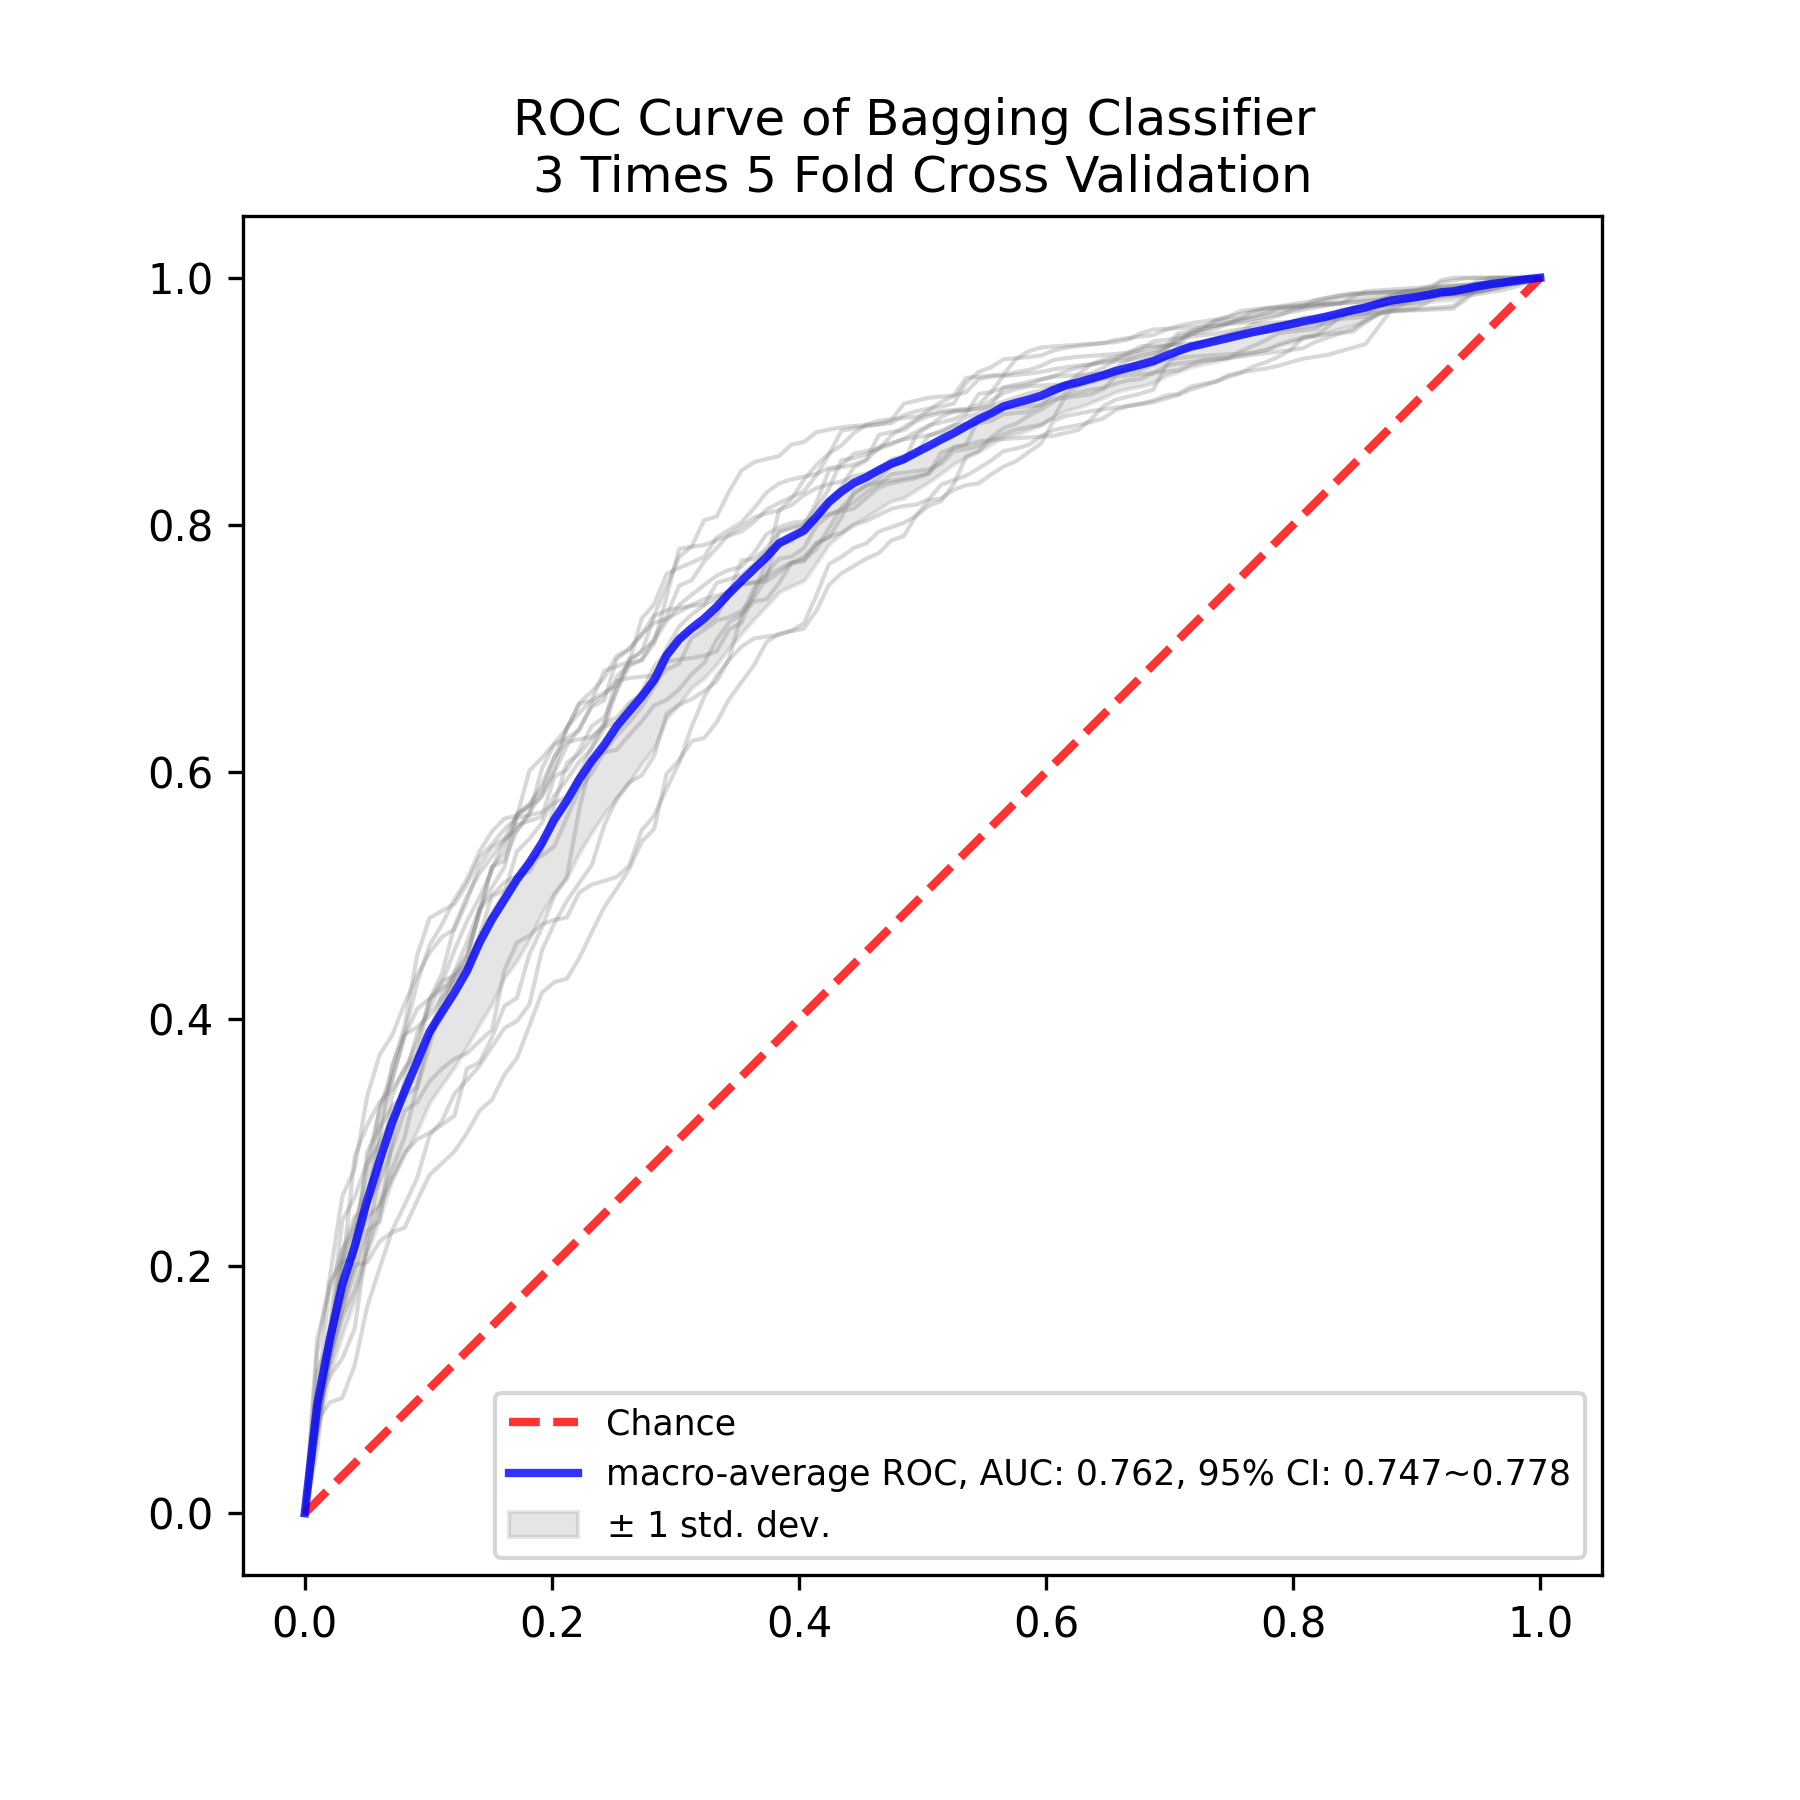 ROC Curve of Bagging Classifier
3 Times 5 Fold Cross Validation
1.0
0.8
0.6
0.4
0.2
0.0
Chance
macro-average ROC, AUC: 0.762, 95% CI: 0.747~0.778
± 1 std. dev.
0.0 0.2 0.4 0.6 0.8 1.0